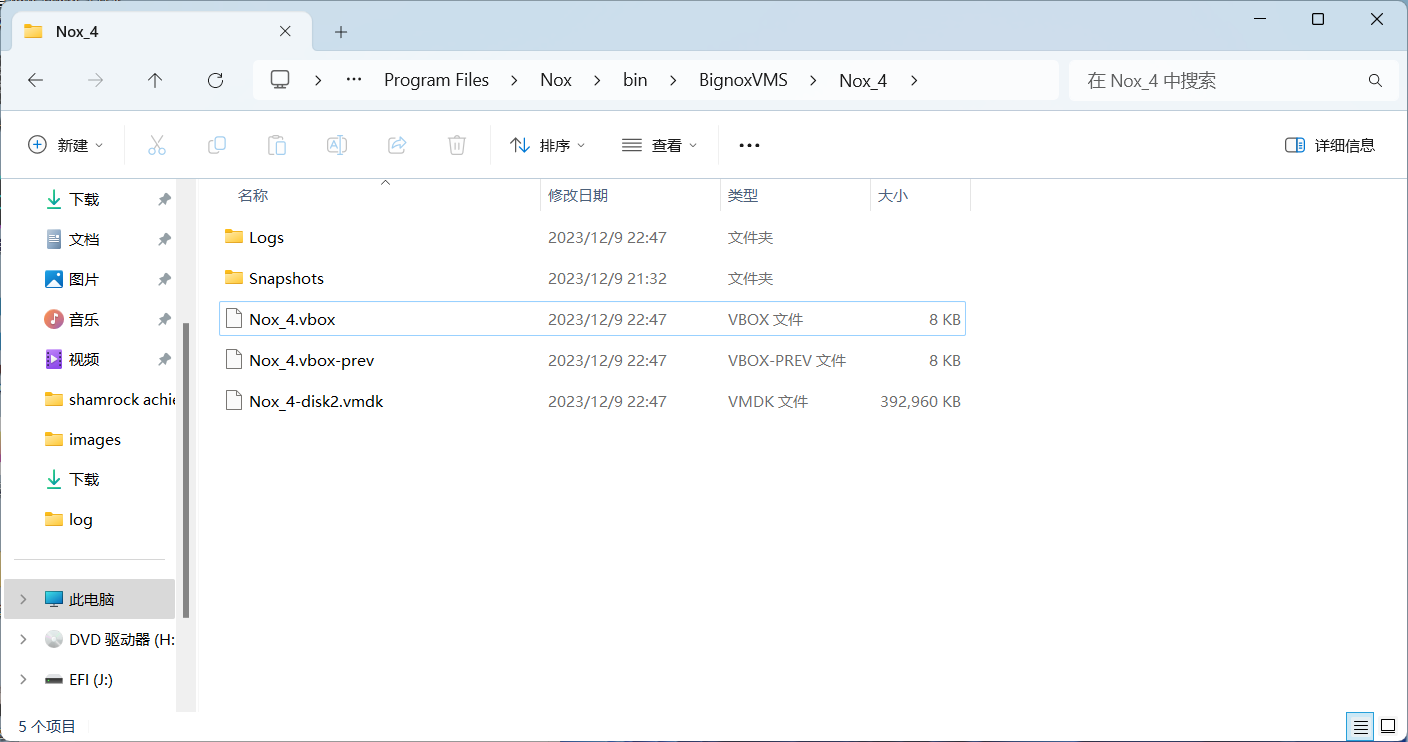 Nox_4
Program Files Nox bin BignoxVMS Nox_4
在 Nox_4 中搜索
新建 排序 查看 详细信息
下载
文档
图片
音乐
视频
shamrock achie
images
下载
log
此电脑
DVD 驱动器 (H:
EFI (J:)
名称 修改日期 类型 大小
Logs 2023/12/9 22:47 文件夹
Snapshots 2023/12/9 21:32 文件夹
Nox_4.vbox 2023/12/9 22:47 VBOX 文件 8 KB
Nox_4.vbox-prev 2023/12/9 22:47 VBOX-PREV 文件 8 KB
Nox_4-disk2.vmdk 2023/12/9 22:47 VMDK 文件 392,960 KB
5 个项目